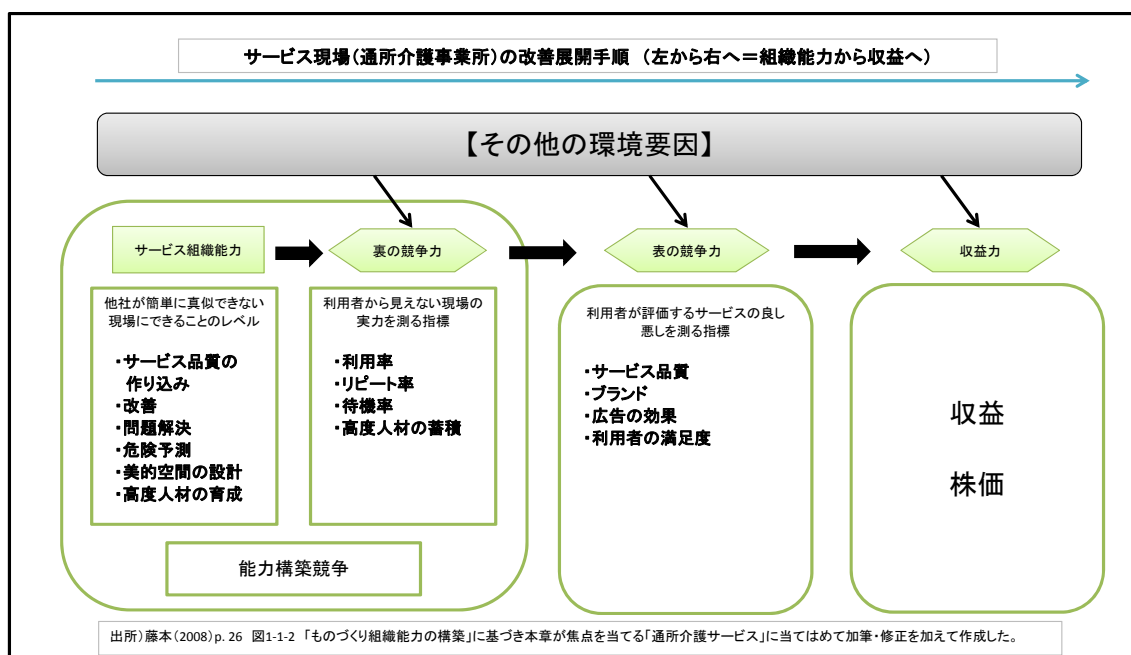 サービス現場(通所介護事業所)の改善展開手順 (左から右へ=組織能力から収益へ)
【その他の環境要因】
サービス組織能力
裏の競争力
表の競争力
収益力
他社が簡単に真似できない
現場にできることのレベル
・サービス品質の
作り込み
・改善
・問題解決
・危険予測
・美的空間の設計
・高度人材の育成
利用者から見えない現場の
実力を測る指標
・利用率
・リピート率
・待機率
・高度人材の蓄積
能力構築競争
利用者が評価するサービスの良し
悪しを測る指標
・サービス品質
・ブランド
・広告の効果
・利用者の満足度
収益
株価
出所)藤本(2008)p. 26 図1-1-2 「ものづくり組織能力の構築」に基づき本章が焦点を当てる「通所介護サービス」に当てはめて加筆・修正を加えて作成した。